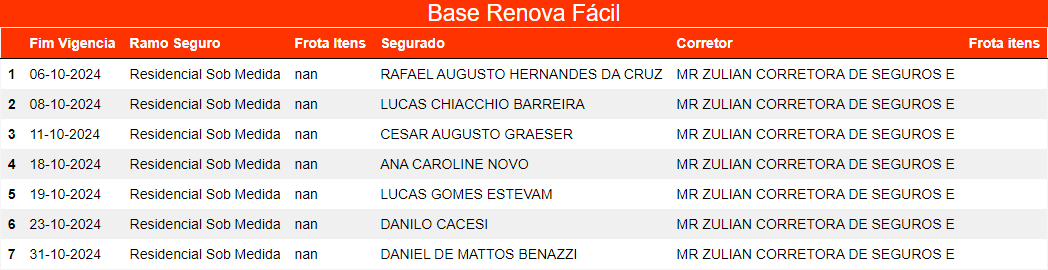 Base Renova Fácil
Fim Vigencia Ramo Seguro Frota Itens Segurado Corretor Frota itens
1 06-10-2024 Residencial Sob Medida nan RAFAEL AUGUSTO HERNANDES DA CRUZ MR ZULIAN CORRETORA DE SEGUROS E
2 08-10-2024 Residencial Sob Medida nan LUCAS CHIACCHIO BARREIRA MR ZULIAN CORRETORA DE SEGUROS E
3 11-10-2024 Residencial Sob Medida nan CESAR AUGUSTO GRAESER MR ZULIAN CORRETORA DE SEGUROS E
4 18-10-2024 Residencial Sob Medida nan ANA CAROLINE NOVO MR ZULIAN CORRETORA DE SEGUROS E
5 19-10-2024 Residencial Sob Medida nan LUCAS GOMES ESTEVAM MR ZULIAN CORRETORA DE SEGUROS E
6 23-10-2024 Residencial Sob Medida nan DANILO CACESI MR ZULIAN CORRETORA DE SEGUROS E
7 31-10-2024 Residencial Sob Medida nan DANIEL DE MATTOS BENAZZI MR ZULIAN CORRETORA DE SEGUROS E